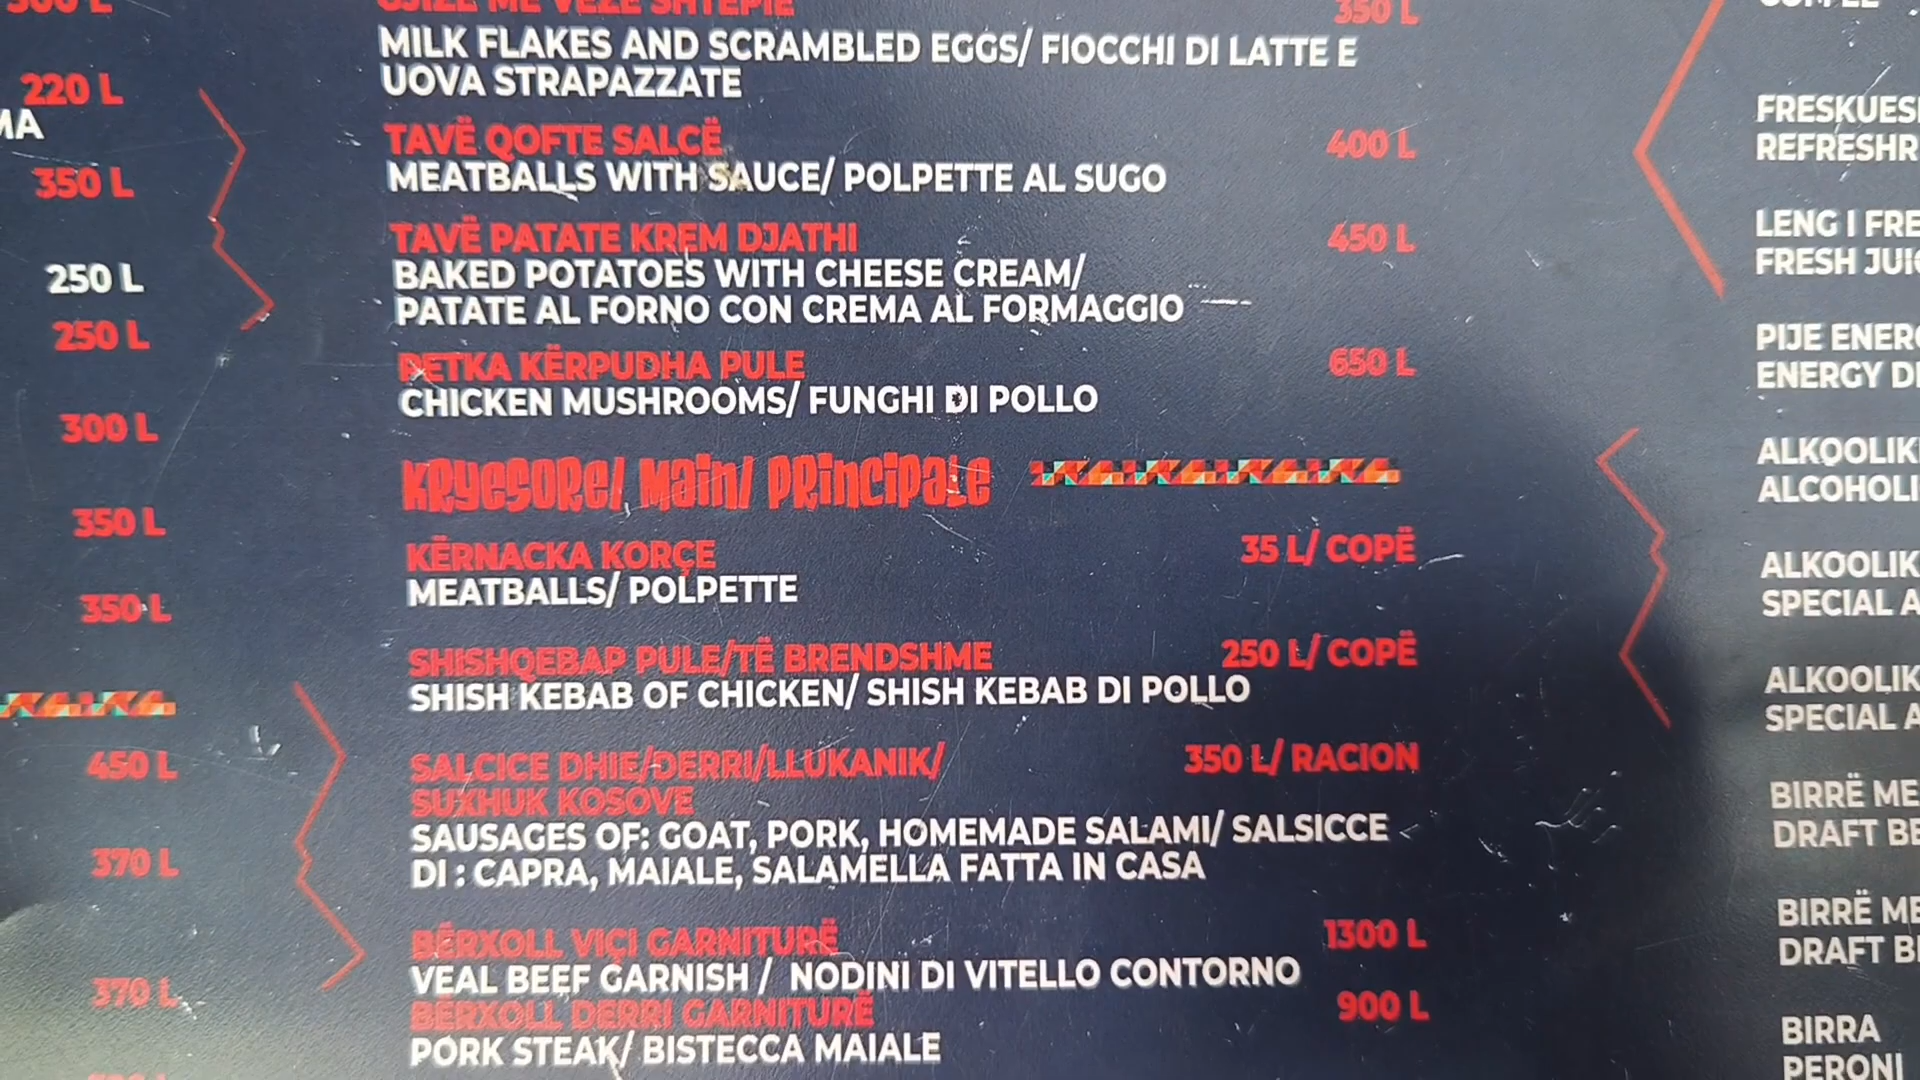 220 L
MA
350 L
250 L
250 L
300 L
350 L
350 L
450 L
370 L
370 L
350 L
MILK FLAKES AND SCRAMBLED EGGS/ FIOCCHI DI LATTE E
UOVA STRAPAZZATE
TAVË QOFTE SALCË 400 L
MEATBALLS WITH SAUCE/ POLPETTE AL SUGO
TAVË PATATE KREM DJATHI 450 L
BAKED POTATOES WITH CHEESE CREAM/
PATATE AL FORNO CON CREMA AL FORMAGGIO
PETKA KËRPUDHA PULE 650 L
CHICKEN MUSHROOMS/ FUNGHI DI POLLO
KRYESORE/ MAIN/ PRINCIPALE
KËRNACKA KORÇE 35 L/ COPË
MEATBALLS/ POLPETTE
SHISHQEBAP PULE/TË BRENDSHME 250 L/ COPË
SHISH KEBAB OF CHICKEN/ SHISH KEBAB DI POLLO
SALCICE DHIE/DERRI/LLUKANIK/ 350 L/ RACION
SUXHUK KOSOVE
SAUSAGES OF: GOAT, PORK, HOMEMADE SALAMI/ SALSICCE
DI : CAPRA, MAIALE, SALAMELLA FATTA IN CASA
BËRXOLL VIÇI GARNITURË 1300 L
VEAL BEEF GARNISH / NODINI DI VITELLO CONTORNO
BËRXOLL DERRI GARNITURË 900 L
PORK STEAK/ BISTECCA MAIALE
FRESKUES
REFRESHR
LENG I FRE
FRESH JUIC
PIJE ENERG
ENERGY D
ALKOOLIK
ALCOHOLI
ALKOOLIK
SPECIAL A
ALKOOLIK
SPECIAL A
BIRRË ME
DRAFT BE
BIRRË ME
DRAFT BE
BIRRA
PERONI